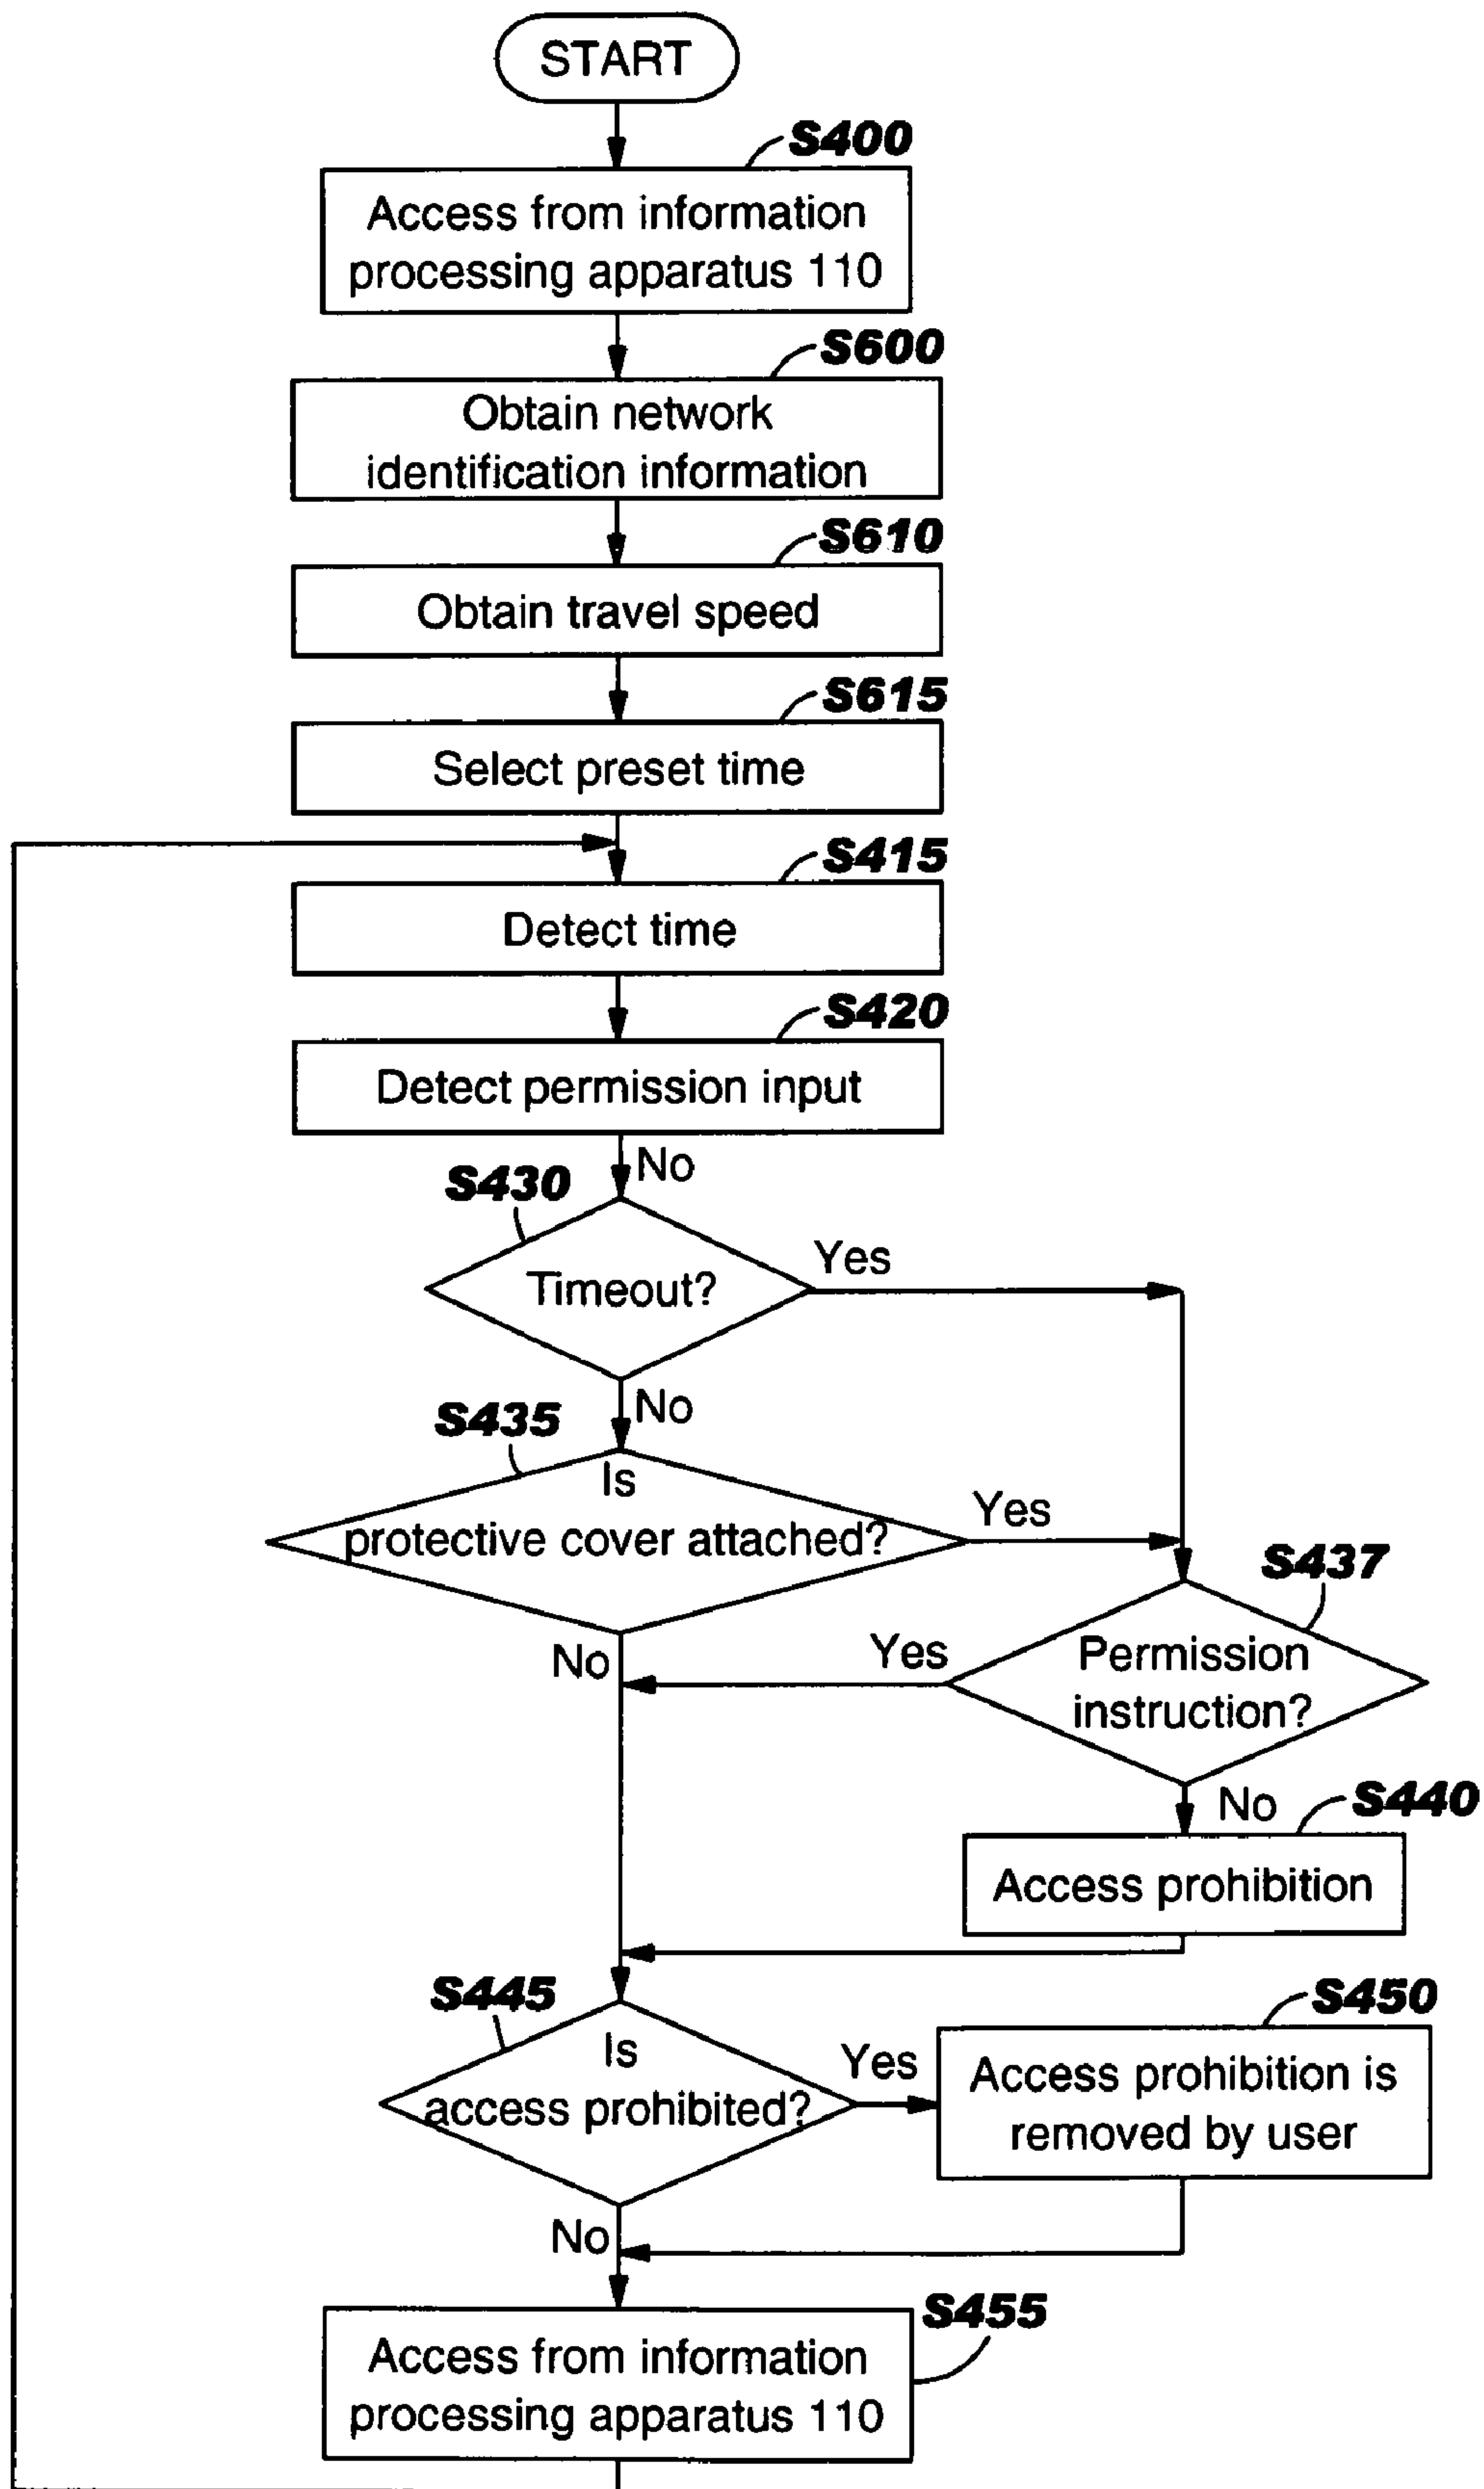 START
S400
Access from information
processing apparatus 110
S600
Obtain network
identification information
S610
Obtain travel speed
S615
Select preset time
S415
Detect time
S420
Detect permission input
No
S430
Timeout?
Yes
No
S435
Is
protective cover attached?
Yes
S437
No
Yes
Permission
instruction?
No
S440
Access prohibition
S445
Is
access prohibited?
Yes
S450
Access prohibition is
removed by user
No
S455
Access from information
processing apparatus 110